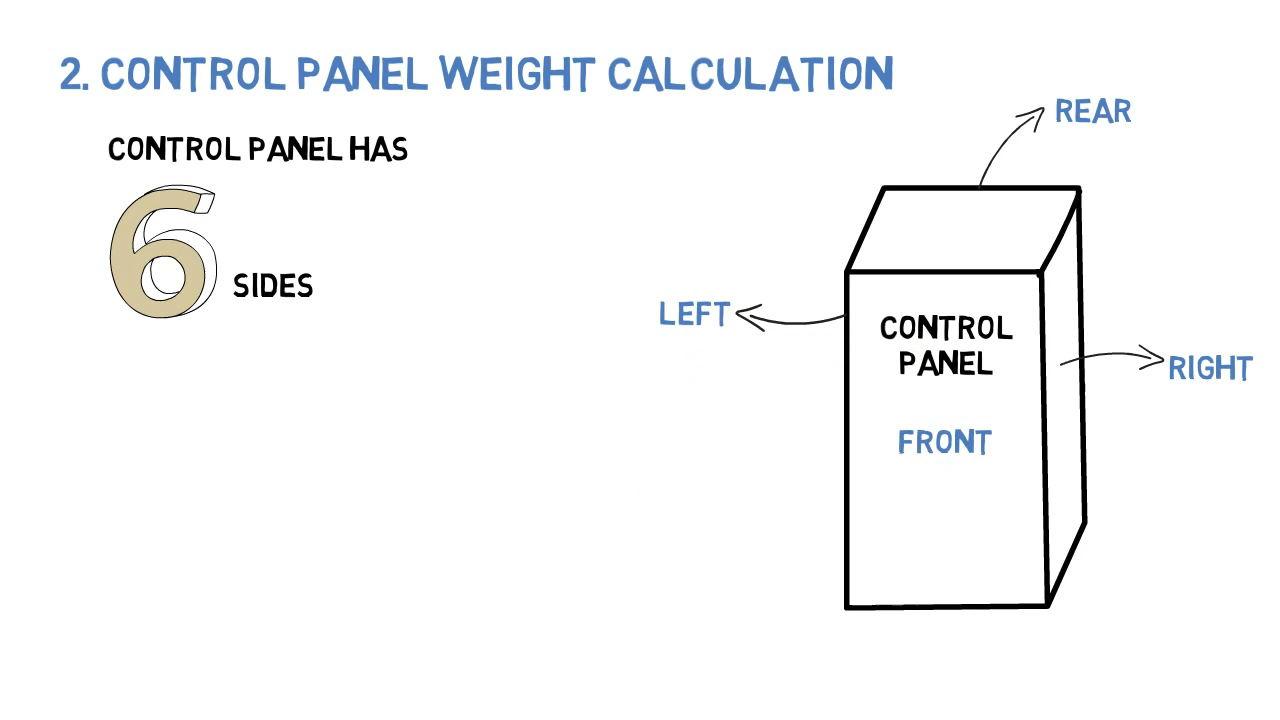 2. CONTROL PANEL WEIGHT CALCULATION
CONTROL PANEL HAS
6
SIDES
REAR
LEFT
CONTROL
PANEL
RIGHT
FRONT